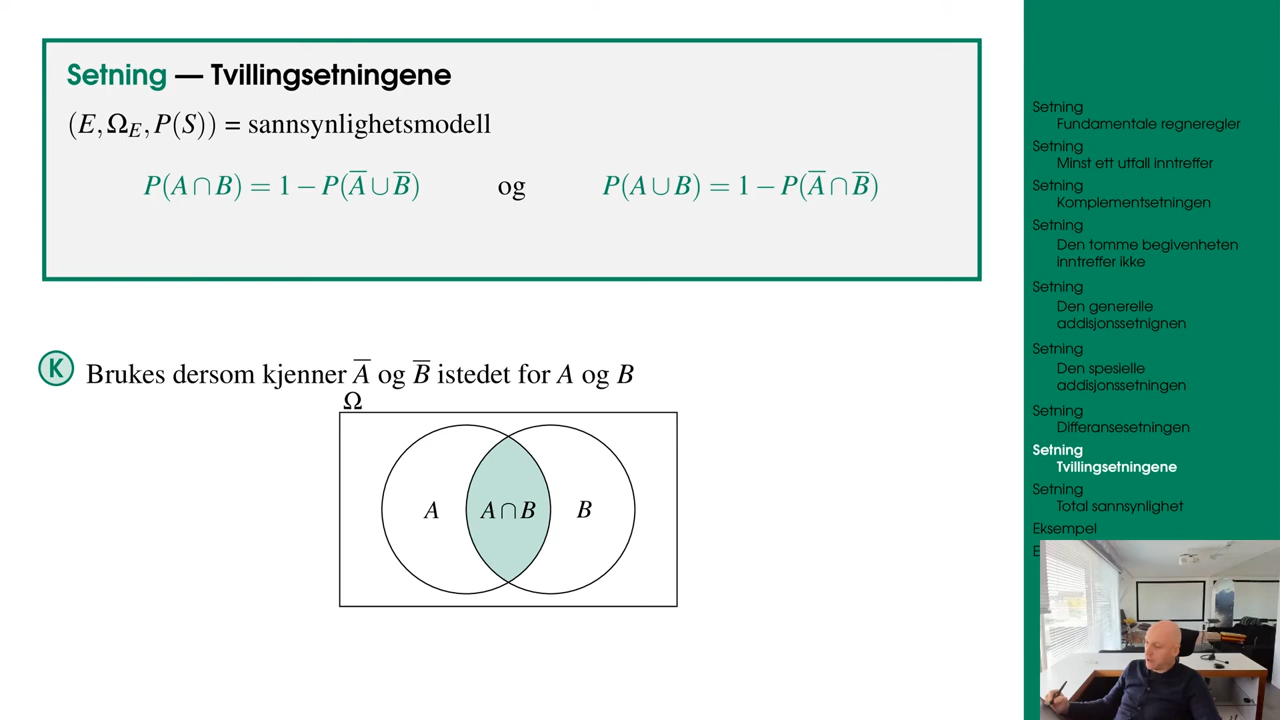 Setning — Tvillingsetningene
(E, Ω_E, P(S)) = sannsynlighetsmodell
P(A ∩ B) = 1 − P(A̅ ∪ B̅) og P(A ∪ B) = 1 − P(A̅ ∩ B̅)
K Brukes dersom kjenner A̅ og B̅ istedet for A og B
Ω
A A ∩ B B
Setning
Fundamentale regneregler
Setning
Minst ett utfall inntreffer
Setning
Komplementsetningen
Setning
Den tomme begivenheten
inntreffer ikke
Setning
Den generelle
addisjonssetnignen
Setning
Den spesielle
addisjonssetningen
Setning
Differansesetningen
Setning
Tvillingsetningene
Setning
Total sannsynlighet
Eksempel